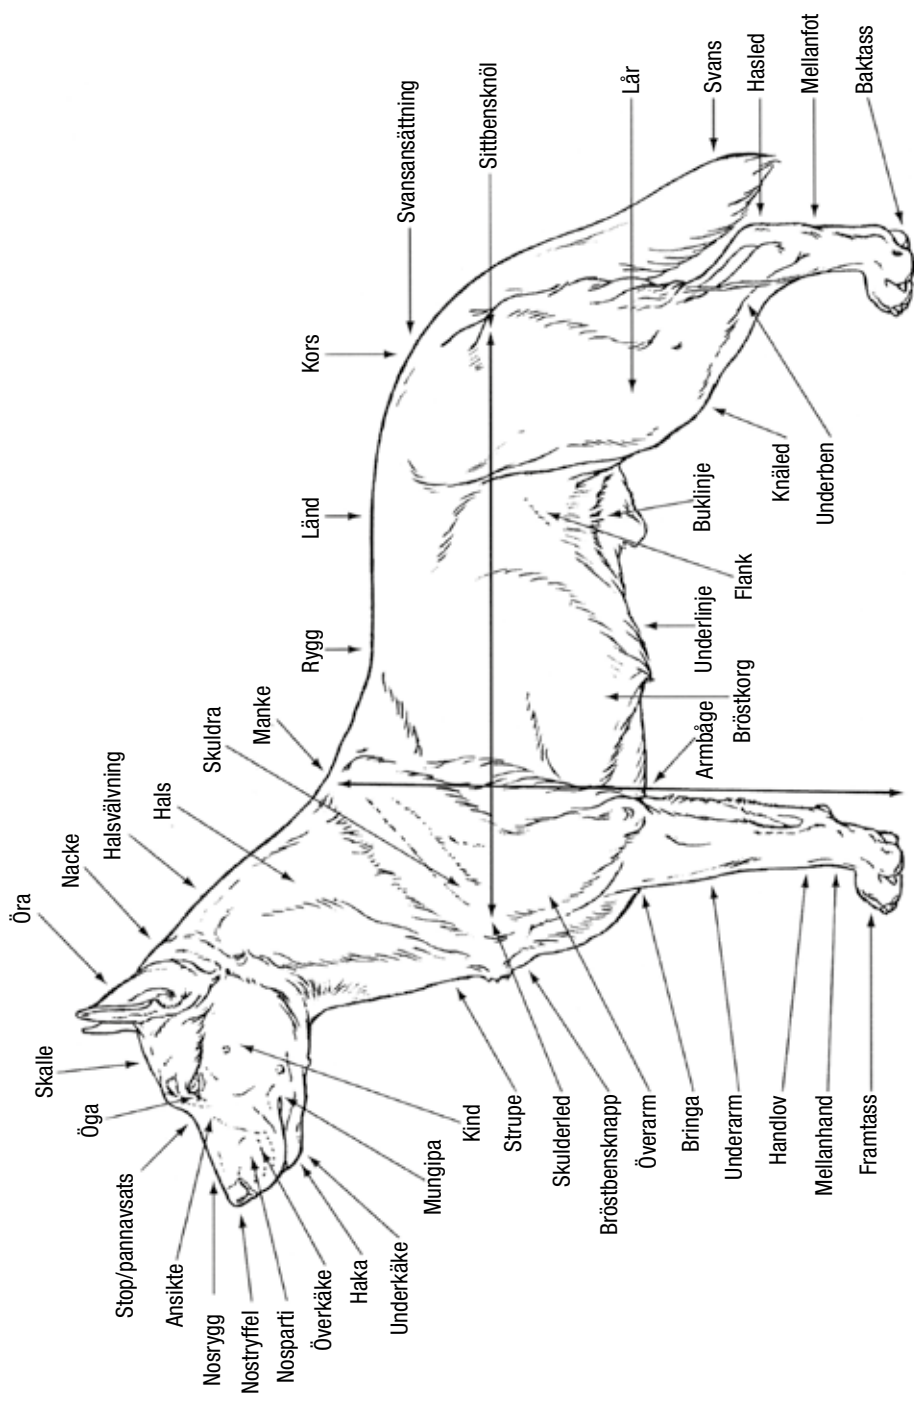 Öra
Nacke
Halsvälvning
Hals
Skuldra
Manke
Rygg
Länd
Kors
Svansansättning
Sittbensknöl
Lår
Svans
Hasled
Mellanfot
Baktass
Skalle
Öga
Stop/pannavsats
Ansikte
Nosrygg
Nostryffel
Nosparti
Överkäke
Haka
Underkäke
Mungipa
Kind
Strupe
Skulderled
Bröstbensknapp
Överarm
Bringa
Underarm
Handlov
Mellanhand
Framtass
Armbåge
Bröstkorg
Underlinje
Flank
Buklinje
Knäled
Underben